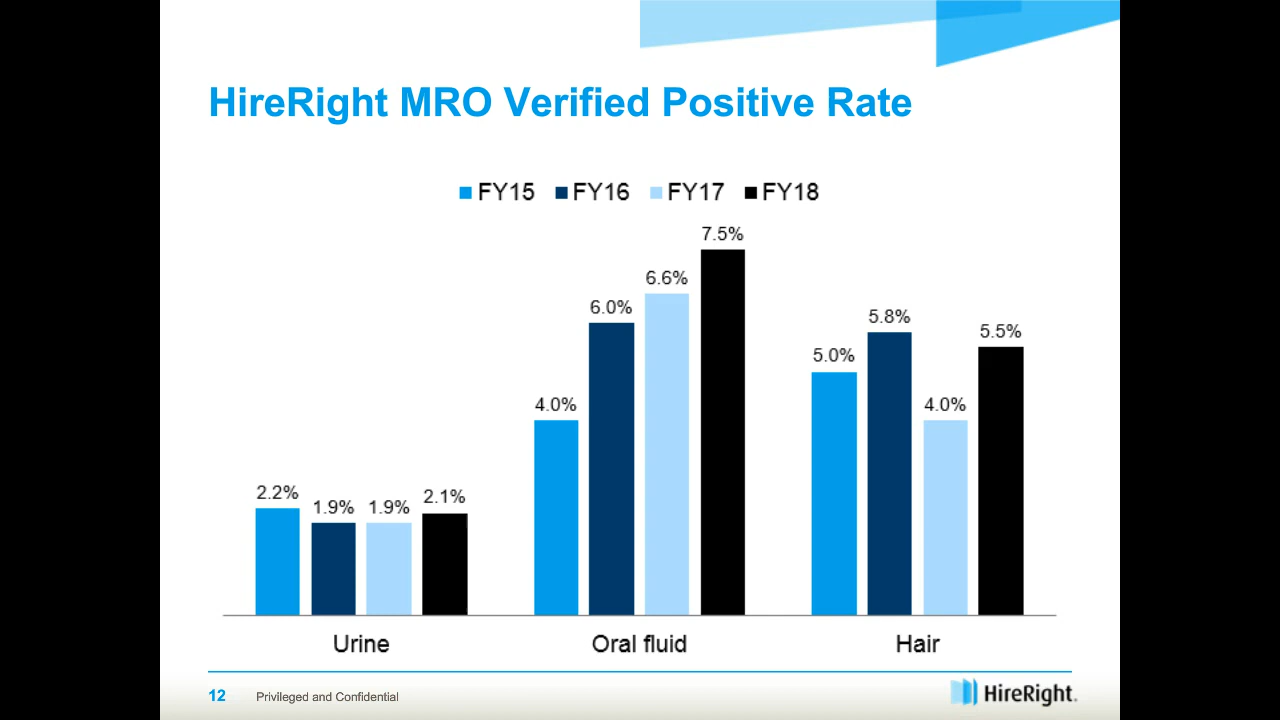 HireRight MRO Verified Positive Rate
FY15 FY16 FY17 FY18
2.2% 1.9% 1.9% 2.1%
4.0% 6.0% 6.6% 7.5%
5.0% 5.8% 4.0% 5.5%
Urine Oral fluid Hair
12 Privileged and Confidential HireRight.